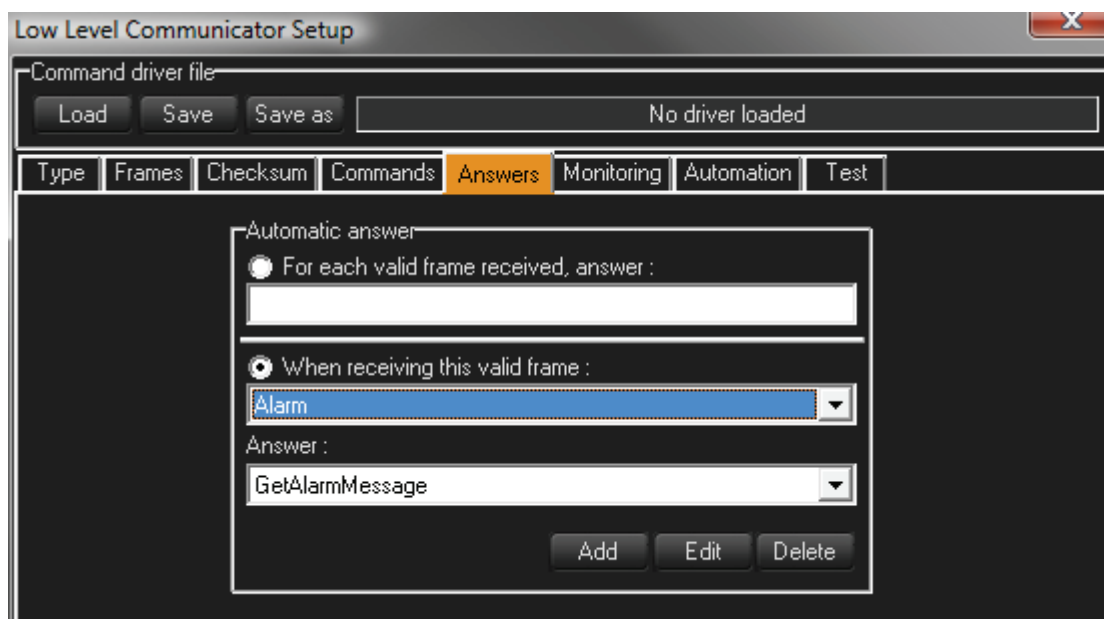 Low Level Communicator Setup
Command driver file
Load Save Save as No driver loaded
Type Frames Checksum Commands Answers Monitoring Automation Test
Automatic answer
For each valid frame received, answer :
When receiving this valid frame :
Alarm
Answer :
GetAlarmMessage
Add Edit Delete